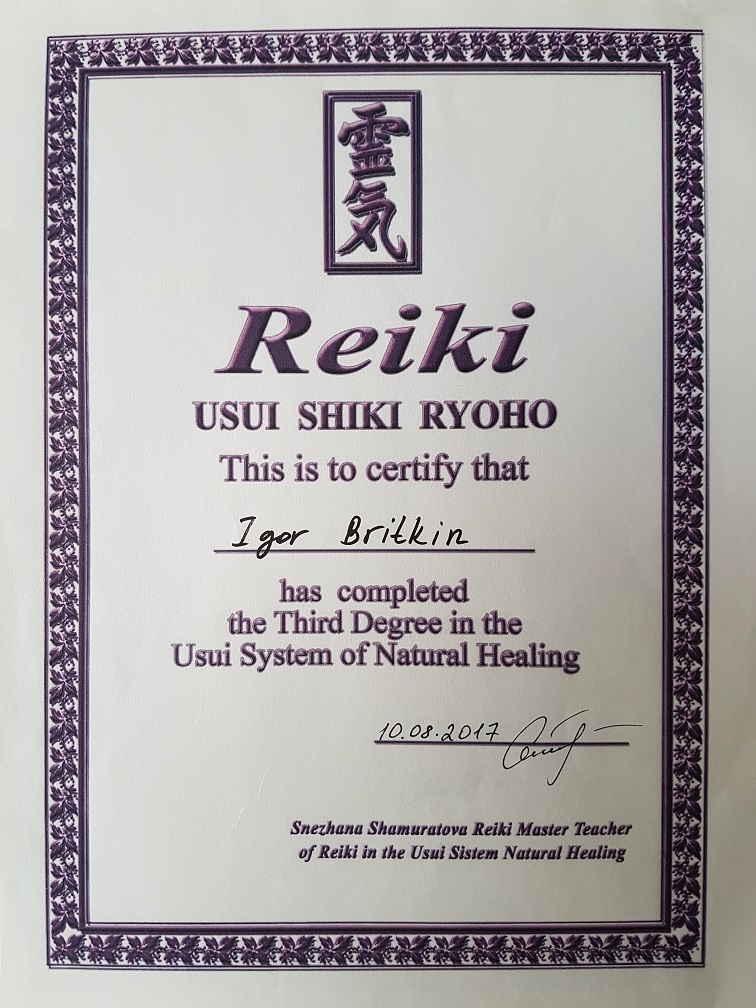 霊気
Reiki
USUI SHIKI RYOHO
This is to certify that
Igor Britkin
has completed
the Third Degree in the
Usui System of Natural Healing
10.08.2017
Snezhana Shamuratova Reiki Master Teacher
of Reiki in the Usui Sistem Natural Healing